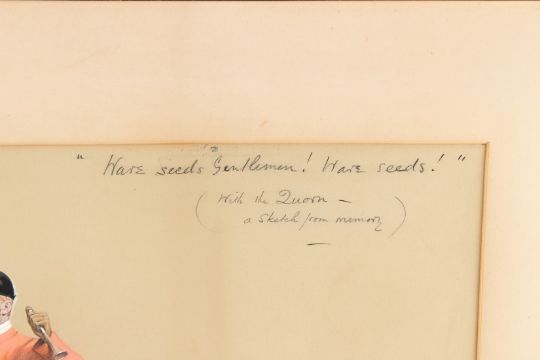 " Ware seeds Gentlemen! Ware seeds! "
( With the Quorn —
a sketch from memory )